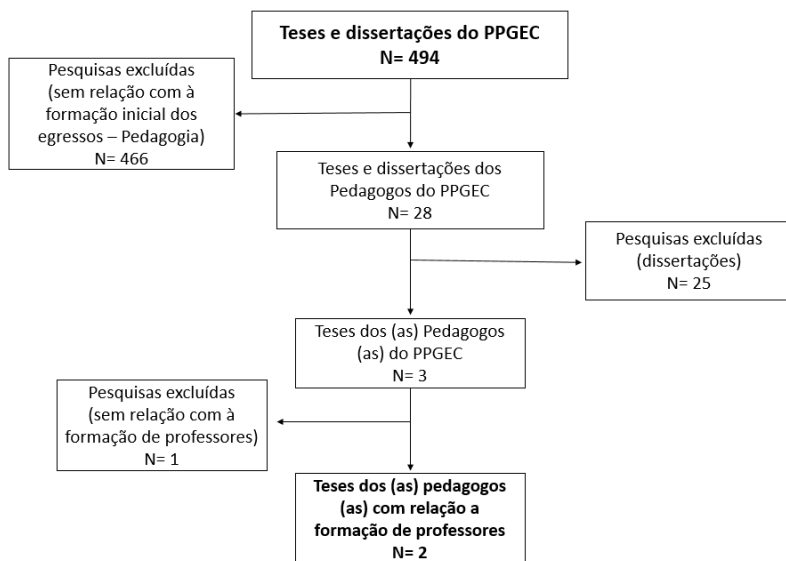 Teses e dissertações do PPGEC
N= 494
Pesquisas excluídas
(sem relação com à
formação inicial dos
egressos – Pedagogia)
N= 466
Teses e dissertações dos
Pedagogos do PPGEC
N= 28
Pesquisas excluídas
(dissertações)
N= 25
Teses dos (as) Pedagogos
(as) do PPGEC
N= 3
Pesquisas excluídas
(sem relação com à
formação de professores)
N= 1
Teses dos (as) pedagogos
(as) com relação a
formação de professores
N= 2